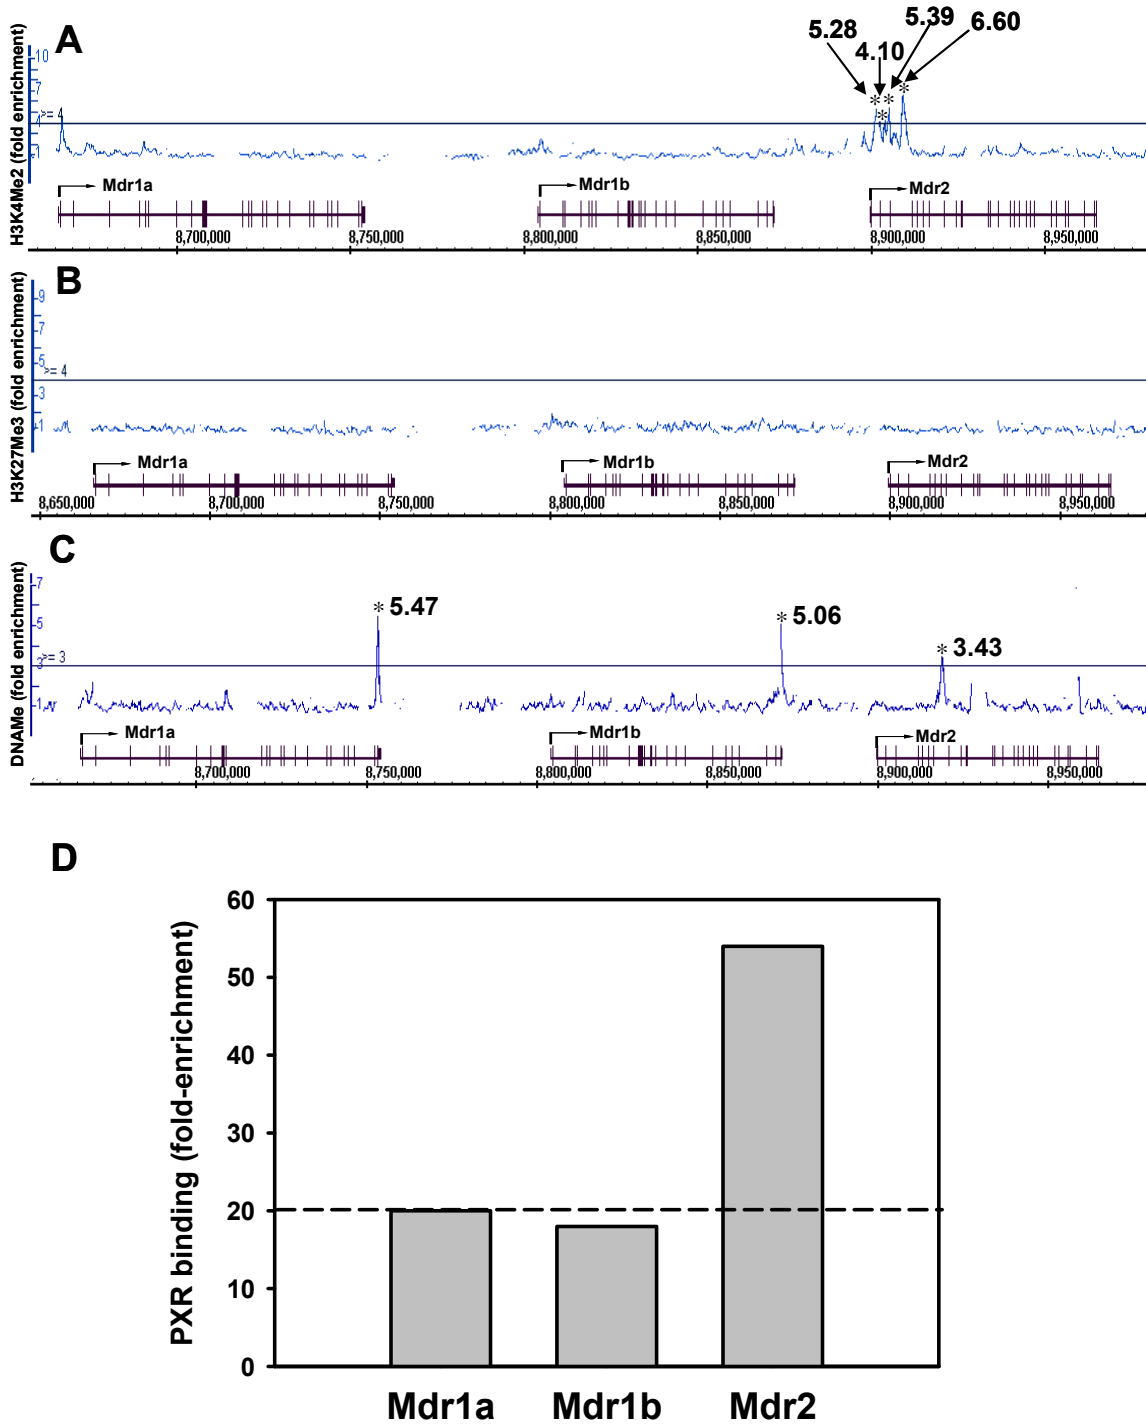 A
5.28
4.10
5.39
6.60
H3K4Me2 (fold enrichment)
10
7
4
>= 4
1
Mdr1a
Mdr1b
Mdr2
8,700,000
8,750,000
8,800,000
8,850,000
8,900,000
8,950,000
B
H3K27Me3 (fold enrichment)
9
7
5
>= 4
3
1
Mdr1a
Mdr1b
Mdr2
8,650,000
8,700,000
8,750,000
8,800,000
8,850,000
8,900,000
8,950,000
C
DNAMe (fold enrichment)
7
5
3
>= 3
1
* 5.47
* 5.06
* 3.43
Mdr1a
Mdr1b
Mdr2
8,700,000
8,750,000
8,800,000
8,850,000
8,900,000
8,950,000
D
PXR binding (fold-enrichment)
60
50
40
30
20
10
0
Mdr1a
Mdr1b
Mdr2